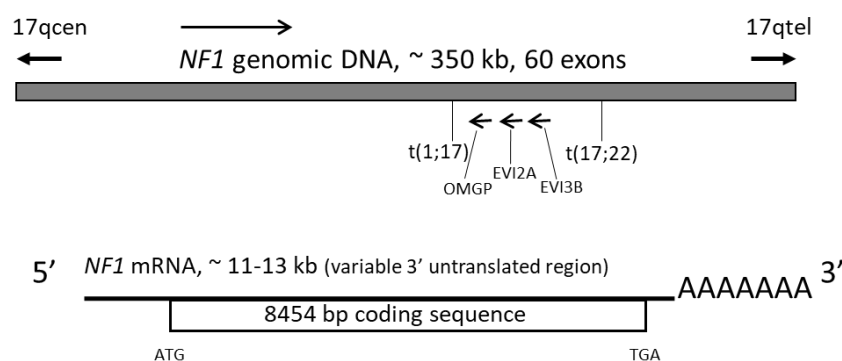 17qcen
17qtel
NF1 genomic DNA, ~ 350 kb, 60 exons
t(1;17)
t(17;22)
OMGP
EVI2A
EVI3B
5’ NF1 mRNA, ~ 11-13 kb (variable 3’ untranslated region) AAAAAAA 3’
8454 bp coding sequence
ATG
TGA